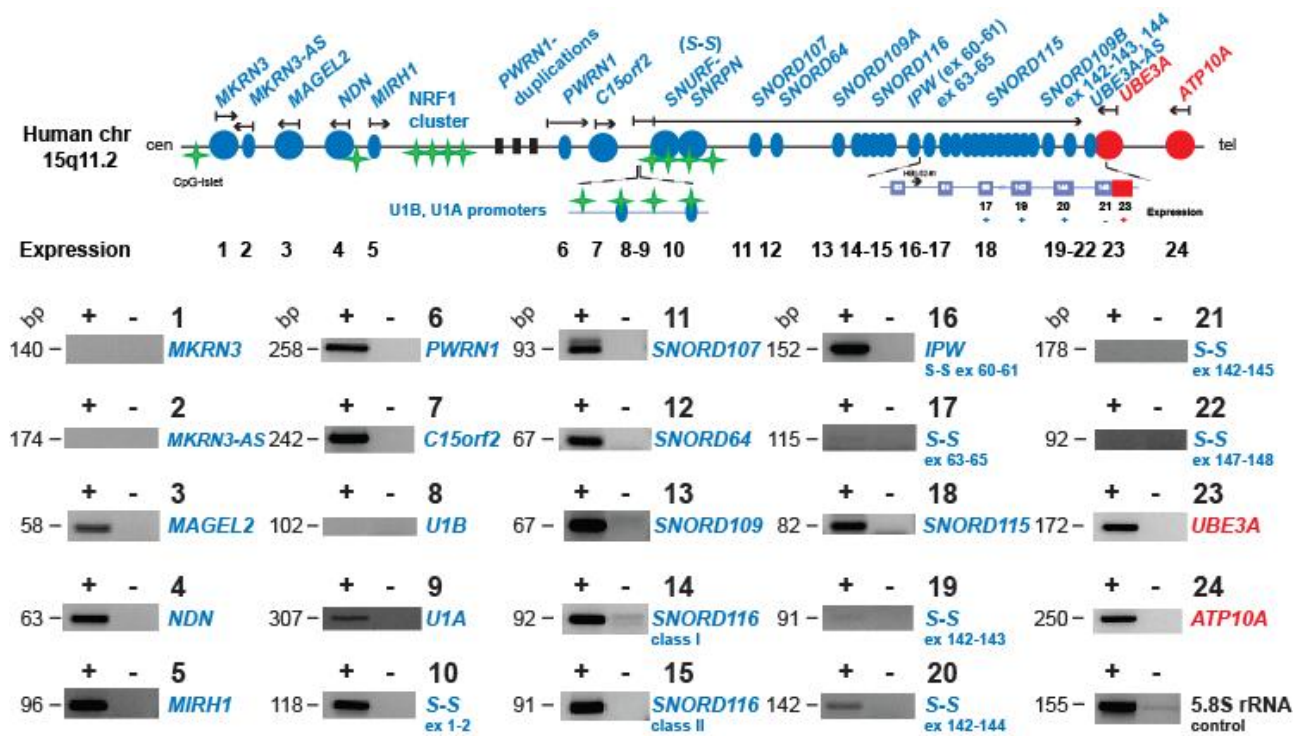 MKRN3
MKRN3-AS
MAGEL2
NDN
MIRH1
NRF1
cluster
PWRN1-
duplications
PWRN1
C15orf2
(S-S)
SNURF-
SNRPN
SNORD107
SNORD64
SNORD109A
SNORD116
IPW (ex 60-61)
ex 63-65
SNORD115
SNORD109B
ex 142-143, 144
UBE3A-AS
UBE3A
ATP10A
Human chr
15q11.2
cen
tel
CpG-Islet
U1B, U1A promoters
17 19 20 21 23 Expression
+ + + - +
Expression 1 2 3 4 5 6 7 8-9 10 11 12 13 14-15 16-17 18 19-22 23 24
bp + - 1
140 – MKRN3
+ - 2
174 – MKRN3-AS
+ - 3
58 – MAGEL2
+ - 4
63 – NDN
+ - 5
96 – MIRH1
bp + - 6
258 – PWRN1
+ - 7
242 – C15orf2
+ - 8
102 – U1B
+ - 9
307 – U1A
+ - 10
118 – S-S
ex 1-2
bp + - 11
93 – SNORD107
+ - 12
67 – SNORD64
+ - 13
67 – SNORD109
+ - 14
92 – SNORD116
class I
+ - 15
91 – SNORD116
class II
bp + - 16
152 – IPW
S-S ex 60-61
+ - 17
115 – S-S
ex 63-65
+ - 18
82 – SNORD115
+ - 19
91 – S-S
ex 142-143
+ - 20
142 – S-S
ex 142-144
bp + - 21
178 – S-S
ex 142-145
+ - 22
92 – S-S
ex 147-148
+ - 23
172 – UBE3A
+ - 24
250 – ATP10A
+ -
155 – 5.8S rRNA
control